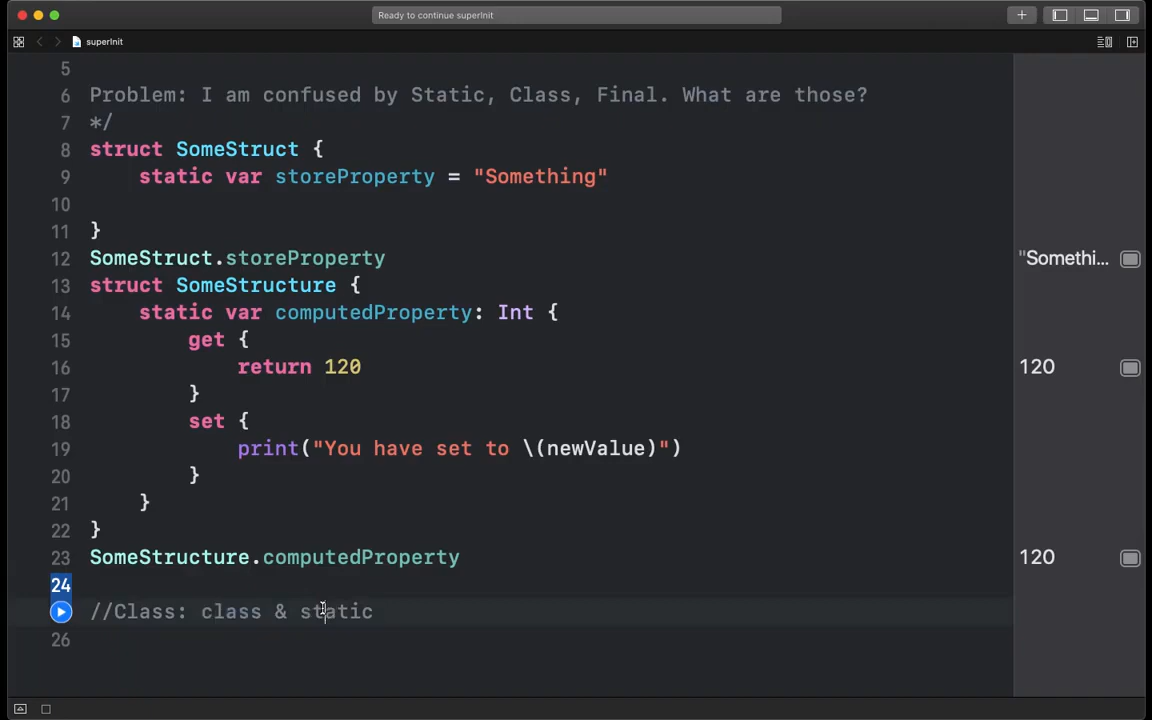 Ready to continue superInit
superInit
5
6 Problem: I am confused by Static, Class, Final. What are those?
7 */
8 struct SomeStruct {
9 static var storeProperty = "Something"
10
11 }
12 SomeStruct.storeProperty "Somethi...
13 struct SomeStructure {
14 static var computedProperty: Int {
15 get {
16 return 120 120
17 }
18 set {
19 print("You have set to \(newValue)")
20 }
21 }
22 }
23 SomeStructure.computedProperty 120
24
//Class: class & static
26